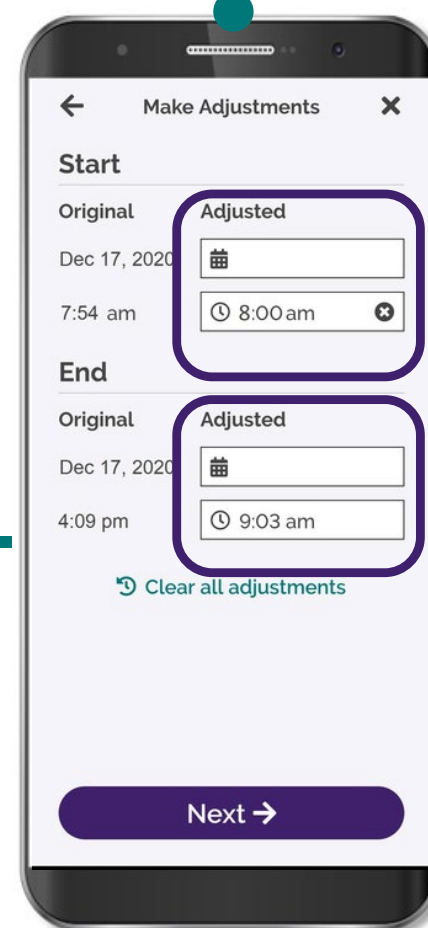 Make Adjustments
Start
Original Adjusted
Dec 17, 2020
7:54 am 8:00 am
End
Original Adjusted
Dec 17, 2020
4:09 pm 9:03 am
Clear all adjustments
Next